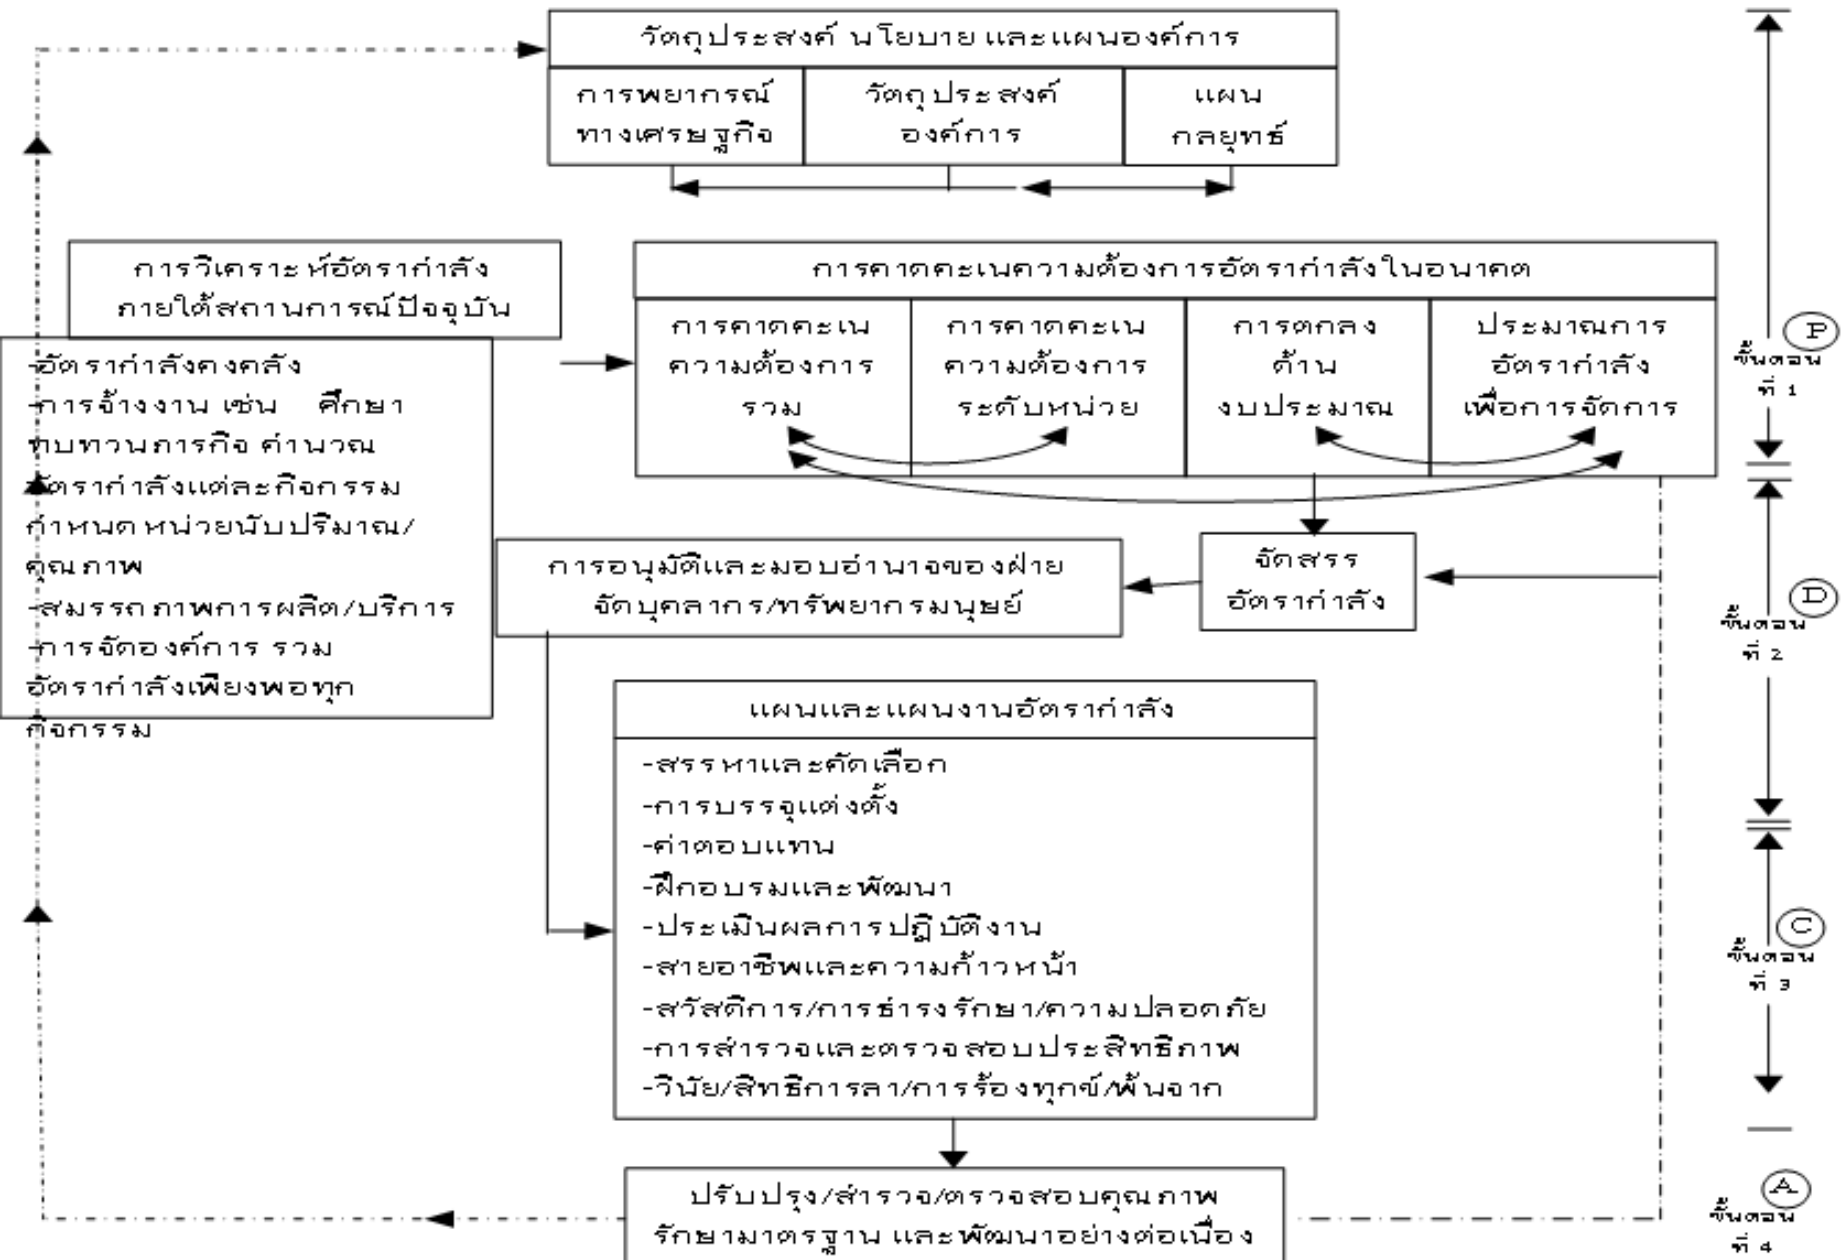 วัตถุประสงค์ นโยบาย และแผนองค์การ
การพยากรณ์
ทางเศรษฐกิจ
วัตถุประสงค์
องค์การ
แผน
กลยุทธ์
การวิเคราะห์อัตรากำลัง
ภายใต้สถานการณ์ปัจจุบัน
-อัตรากำลังคงคลัง
-การจ้างงาน เช่น ศึกษา
ทบทวนภารกิจ คำนวณ
อัตรากำลังแต่ละกิจกรรม
กำหนดหน่วยนับปริมาณ/
คุณภาพ
-สมรรถภาพการผลิต/บริการ
-การจัดองค์การ รวม
อัตรากำลังเพียงพอทุก
กิจกรรม
การคาดคะเนความต้องการอัตรากำลังในอนาคต
การคาดคะเน
ความต้องการ
รวม
การคาดคะเน
ความต้องการ
ระดับหน่วย
การตกลง
ด้าน
งบประมาณ
ประมาณการ
อัตรากำลัง
เพื่อการจัดการ
P
ขั้นตอน
ที่ 1
การอนุมัติและมอบอำนาจของฝ่าย
จัดบุคลากร/ทรัพยากรมนุษย์
จัดสรร
อัตรากำลัง
D
ขั้นตอน
ที่ 2
แผนและแผนงานอัตรากำลัง
-สรรหาและคัดเลือก
-การบรรจุแต่งตั้ง
-ค่าตอบแทน
-ฝึกอบรมและพัฒนา
-ประเมินผลการปฏิบัติงาน
-สายอาชีพและความก้าวหน้า
-สวัสดิการ/การธำรงรักษา/ความปลอดภัย
-การสำรวจและตรวจสอบประสิทธิภาพ
-วินัย/สิทธิการลา/การร้องทุกข์/พ้นจาก
C
ขั้นตอน
ที่ 3
ปรับปรุง/สำรวจ/ตรวจสอบคุณภาพ
รักษามาตรฐาน และพัฒนาอย่างต่อเนื่อง
A
ขั้นตอน
ที่ 4